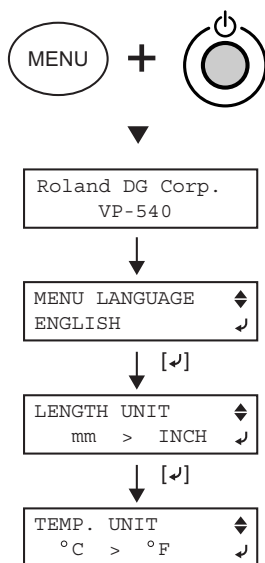 MENU +
Roland DG Corp.
VP-540
MENU LANGUAGE
ENGLISH ↵
[↵]
LENGTH UNIT
mm > INCH ↵
[↵]
TEMP. UNIT
°C > °F ↵